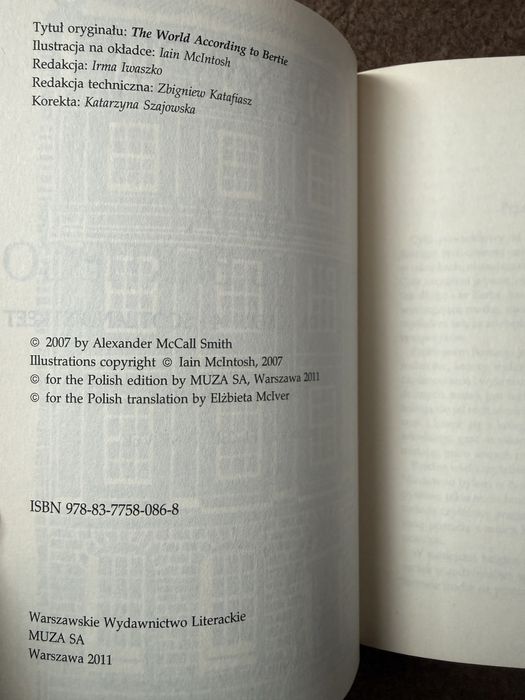 Tytuł oryginału: The World According to Bertie
Ilustracja na okładce: Iain McIntosh
Redakcja: Irma Iwaszko
Redakcja techniczna: Zbigniew Katafiasz
Korekta: Katarzyna Szajowska
© 2007 by Alexander McCall Smith
Illustrations copyright © Iain McIntosh, 2007
© for the Polish edition by MUZA SA, Warszawa 2011
© for the Polish translation by Elżbieta McIver
ISBN 978-83-7758-086-8
Warszawskie Wydawnictwo Literackie
MUZA SA
Warszawa 2011